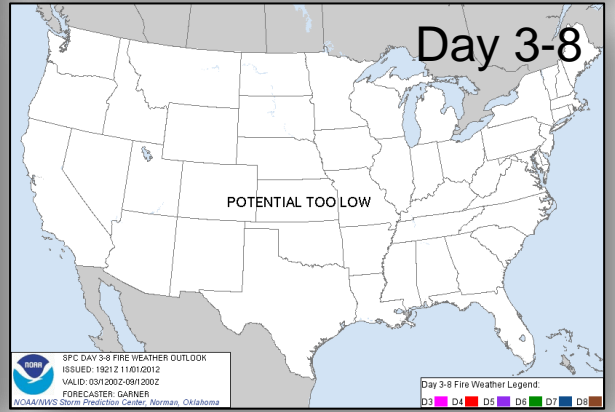 Day 3-8
POTENTIAL TOO LOW
NOAA
SPC DAY 3-8 FIRE WEATHER OUTLOOK
ISSUED: 1921Z 11/01/2012
VALID: 03/1200Z-09/1200Z
FORECASTER: GARNER
NOAA/NWS Storm Prediction Center, Norman, Oklahoma
Day 3-8 Fire Weather Legend:
D3 D4 D5 D6 D7 D8